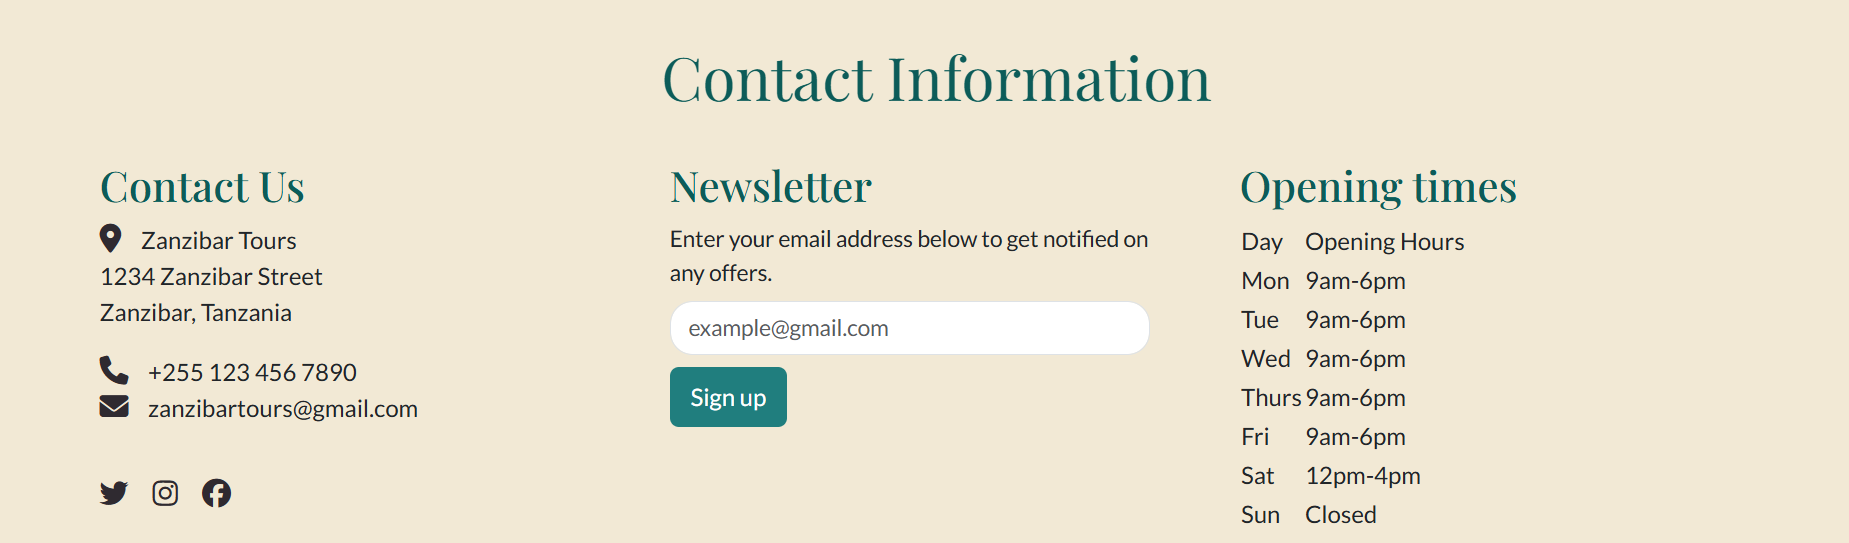 Contact Information
Contact Us
Zanzibar Tours
1234 Zanzibar Street
Zanzibar, Tanzania
+255 123 456 7890
zanzibartours@gmail.com
Newsletter
Enter your email address below to get notified on
any offers.
example@gmail.com
Sign up
Opening times
Day Opening Hours
Mon 9am-6pm
Tue 9am-6pm
Wed 9am-6pm
Thurs 9am-6pm
Fri 9am-6pm
Sat 12pm-4pm
Sun Closed